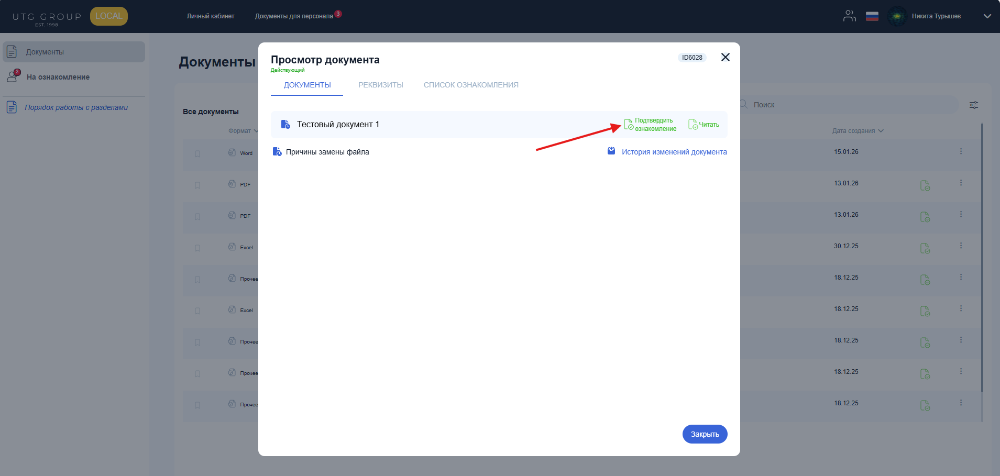 UTG GROUP
EST. 1998
LOCAL
Личный кабинет
Документы для персонала
3
Никита Турышев
Документы
3
На ознакомление
Порядок работы с разделами
Документы
Все документы
Поиск
Формат
Дата создания
Word
15.01.26
PDF
13.01.26
PDF
13.01.26
Excel
30.12.25
Прочее
18.12.25
Excel
18.12.25
Прочее
18.12.25
Прочее
18.12.25
Прочее
18.12.25
Просмотр документа
ID6028
Действующий
ДОКУМЕНТЫ
РЕКВИЗИТЫ
СПИСОК ОЗНАКОМЛЕНИЯ
Тестовый документ 1
Подтвердить
ознакомление
Читать
Причины замены файла
История изменений документа
Закрыть